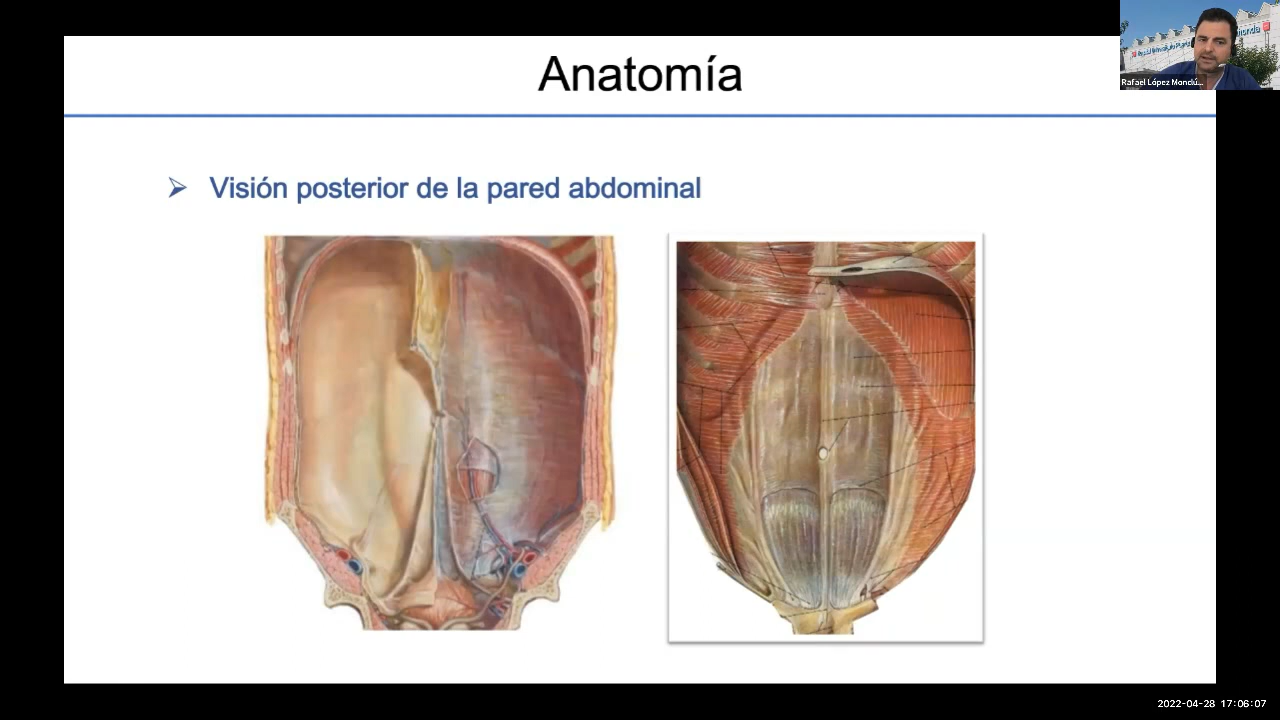 Anatomía
Rafael López Monclú...
➤ Visión posterior de la pared abdominal
2022-04-28 17:06:07